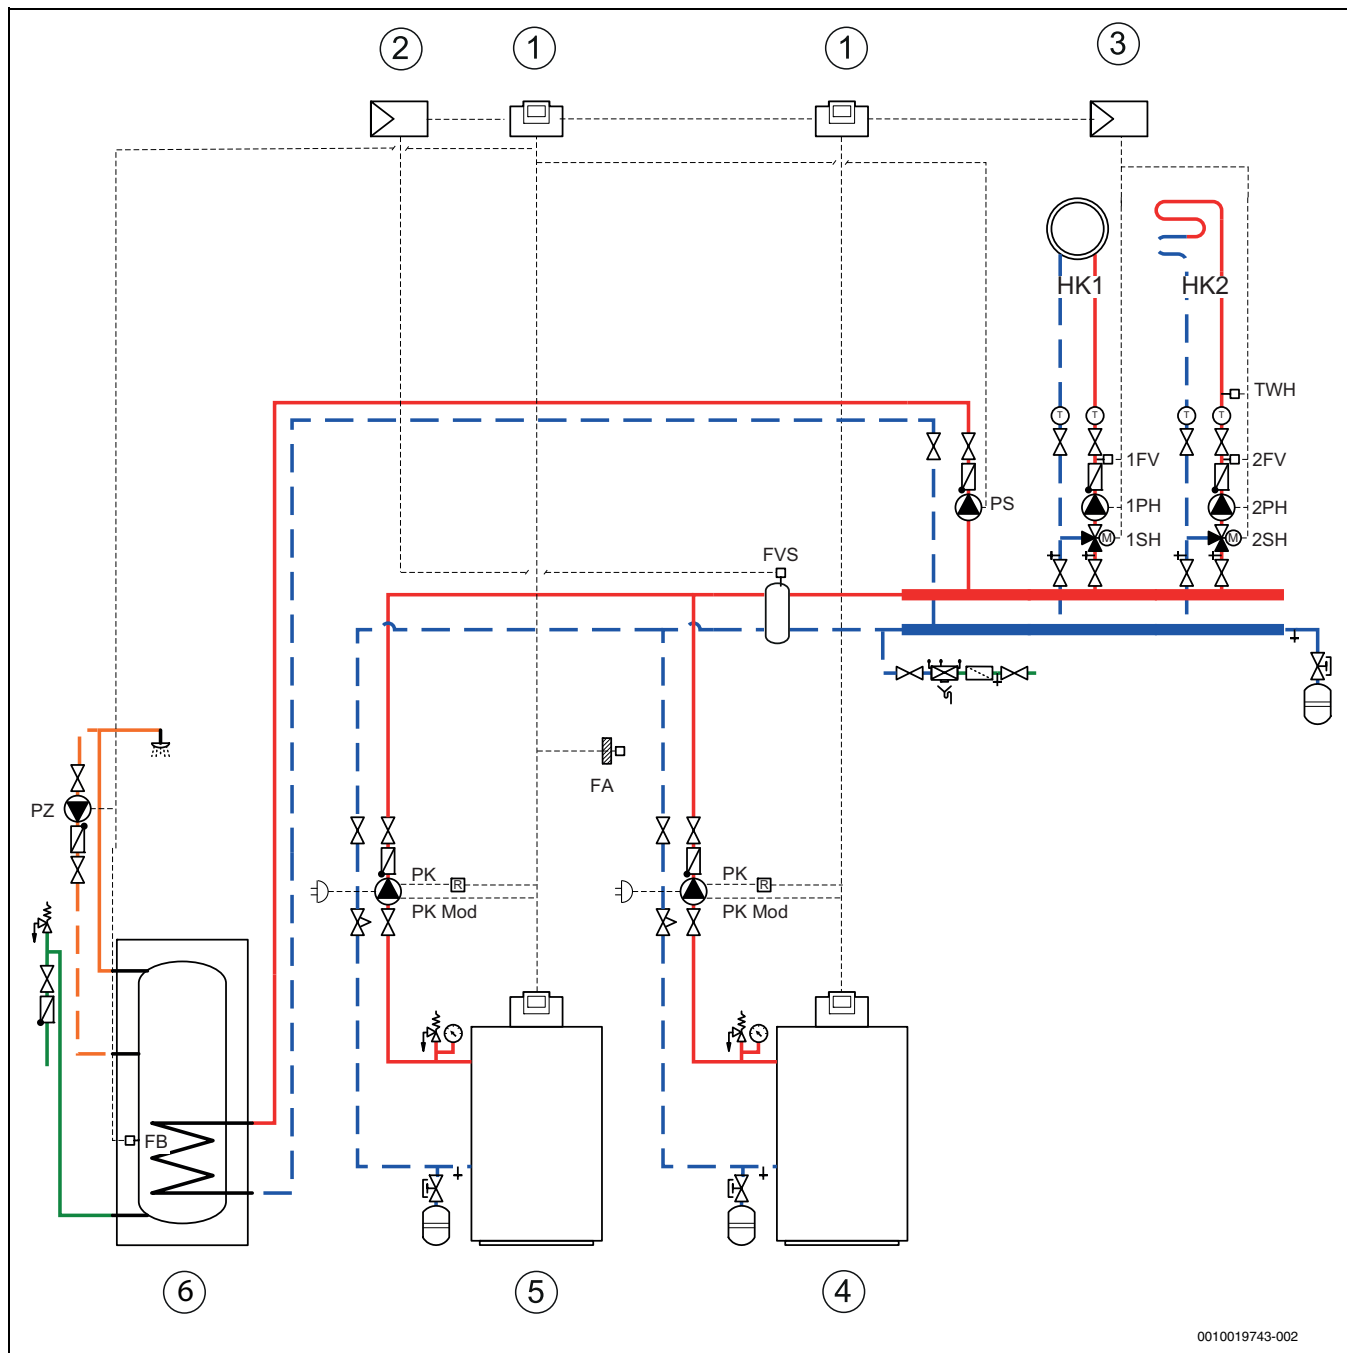 2 1 1 3
HK1 HK2
T T T T
TWH
1FV 2FV
PS 1PH 2PH
M 1SH M 2SH
FVS
FA
PZ
PK R PK R
PK Mod PK Mod
FB
6 5 4
0010019743-002